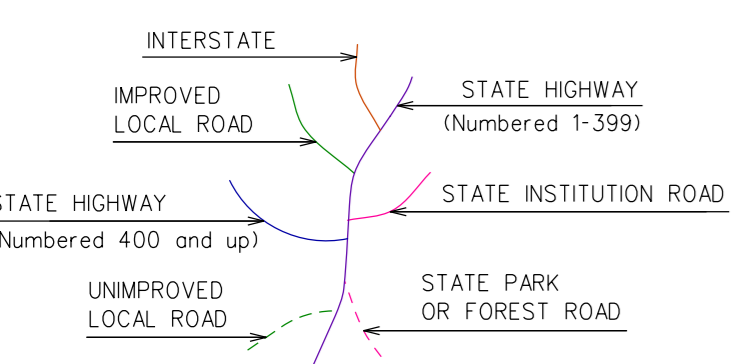 INTERSTATE
IMPROVED
LOCAL ROAD
STATE HIGHWAY
(Numbered 1-399)
STATE HIGHWAY
(Numbered 400 and up)
STATE INSTITUTION ROAD
UNIMPROVED
LOCAL ROAD
STATE PARK
OR FOREST ROAD